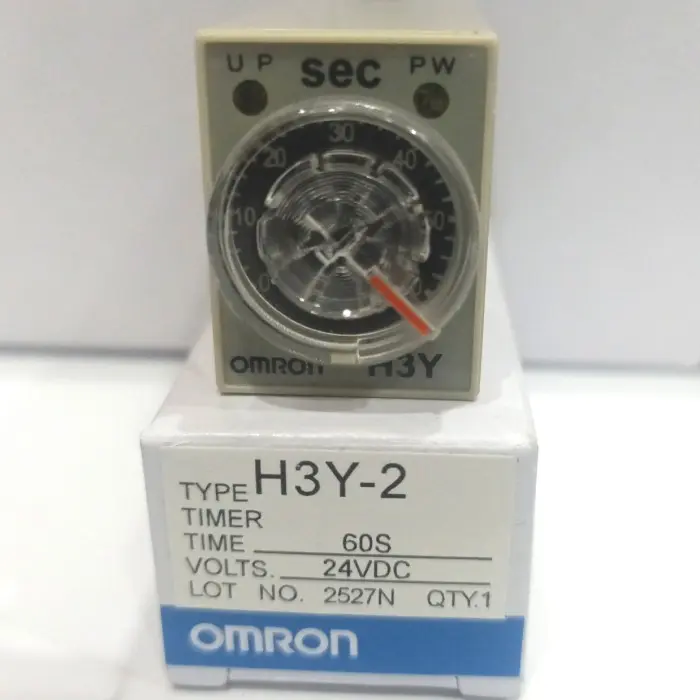 UP sec PW
30
20 40
10 50
0
OMRON H3Y
TYPE H3Y-2
TIMER
TIME 60S
VOLTS. 24VDC
LOT NO. 2527N QTY.1
OMRON